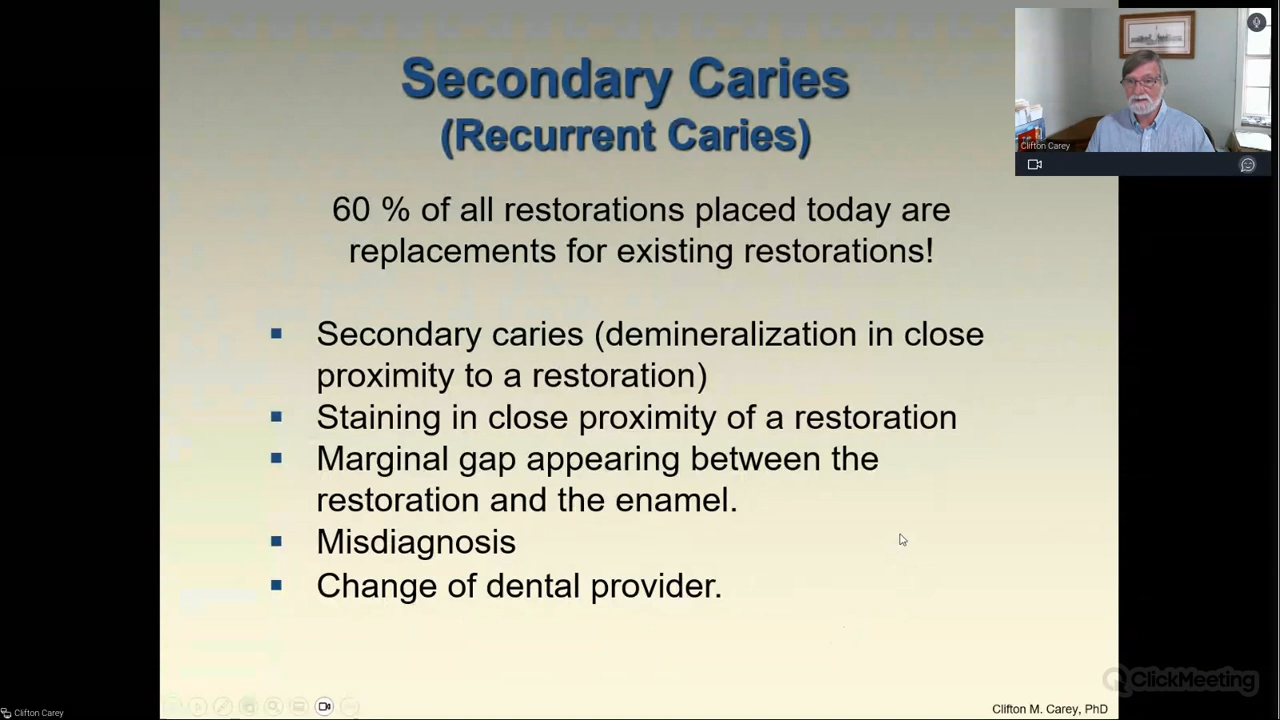 Secondary Caries
(Recurrent Caries)
60 % of all restorations placed today are
replacements for existing restorations!
Secondary caries (demineralization in close
proximity to a restoration)
Staining in close proximity of a restoration
Marginal gap appearing between the
restoration and the enamel.
Misdiagnosis
Change of dental provider.
Clifton Carey
ClickMeeting
Clifton M. Carey, PhD
Clifton Carey